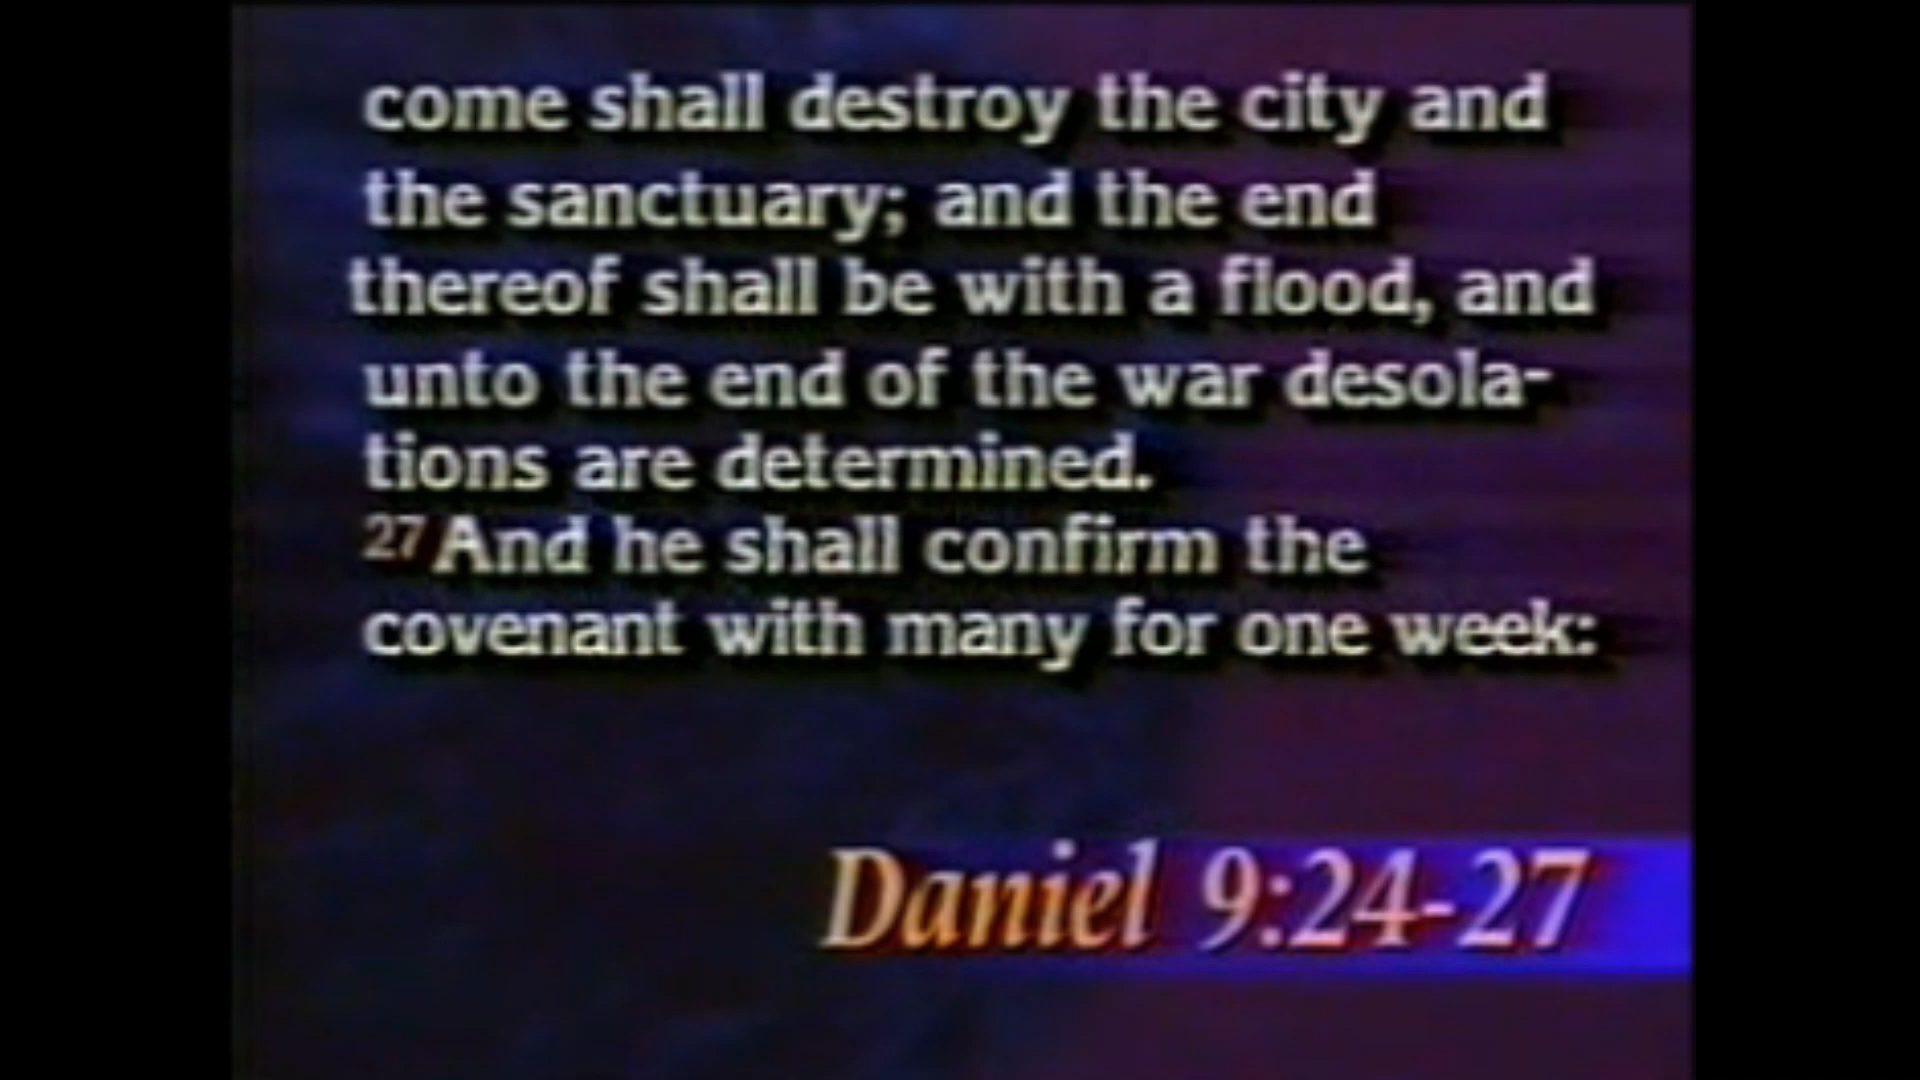 come shall destroy the city and
the sanctuary; and the end
thereof shall be with a flood, and
unto the end of the war desola-
tions are determined.
27 And he shall confirm the
covenant with many for one week:
Daniel 9:24-27